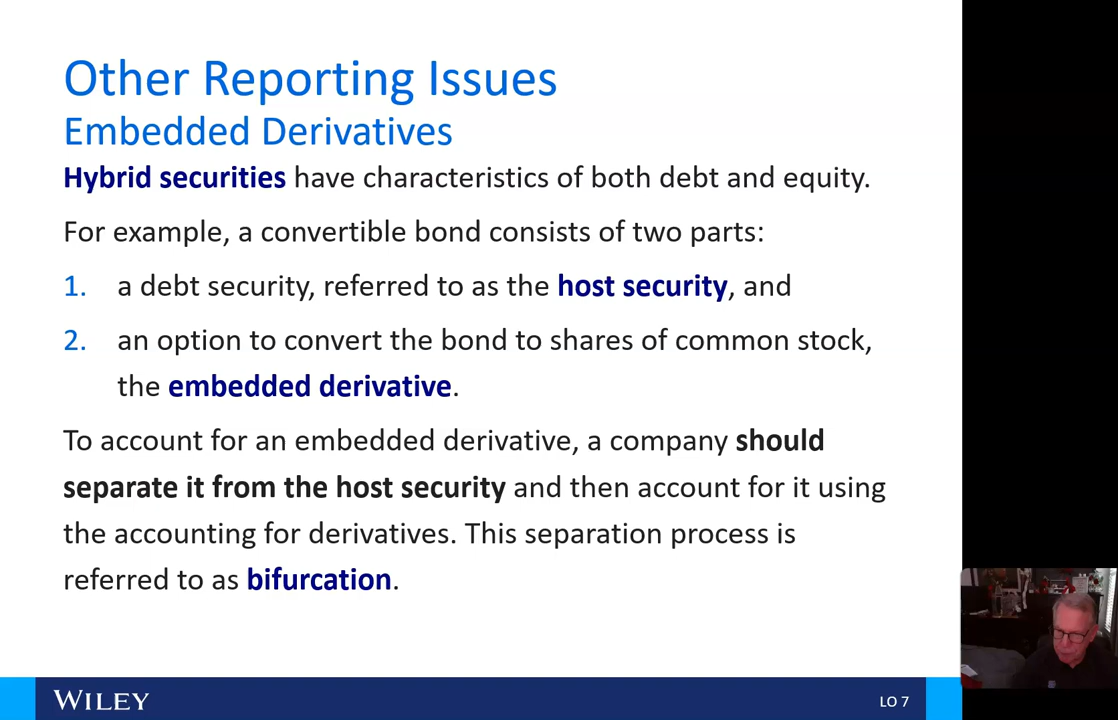 Other Reporting Issues
Embedded Derivatives
Hybrid securities have characteristics of both debt and equity.
For example, a convertible bond consists of two parts:
1. a debt security, referred to as the host security, and
2. an option to convert the bond to shares of common stock,
the embedded derivative.
To account for an embedded derivative, a company should
separate it from the host security and then account for it using
the accounting for derivatives. This separation process is
referred to as bifurcation.
WILEY
LO 7